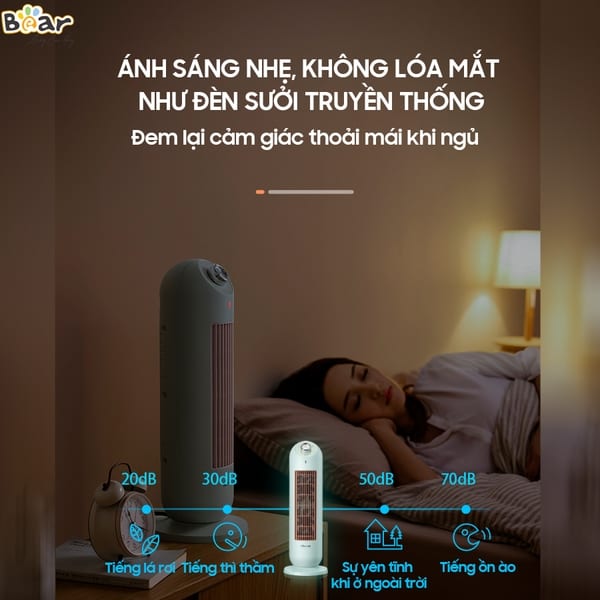 Bear
ÁNH SÁNG NHẸ, KHÔNG LÓA MẮT
NHƯ ĐÈN SƯỞI TRUYỀN THỐNG
Đem lại cảm giác thoải mái khi ngủ
20dB 30dB 50dB 70dB
Tiếng lá rơi Tiếng thì thầm Sự yên tĩnh Tiếng ồn ào
khi ở ngoài trời